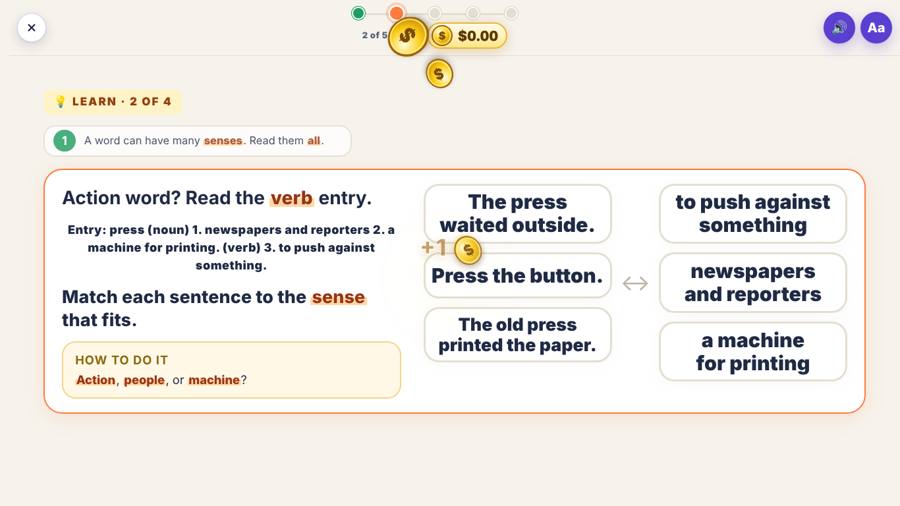 2 of 5
$0.00
Aa
LEARN · 2 OF 4
1 A word can have many senses. Read them all.
Action word? Read the verb entry.
Entry: press (noun) 1. newspapers and reporters 2. a
machine for printing. (verb) 3. to push against
something.
Match each sentence to the sense
that fits.
HOW TO DO IT
Action, people, or machine?
The press
waited outside.
+1
Press the button.
The old press
printed the paper.
to push against
something
newspapers
and reporters
a machine
for printing